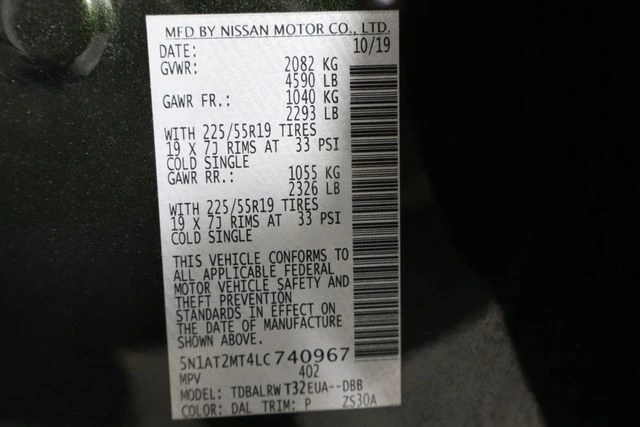 MFD BY NISSAN MOTOR CO., LTD.
DATE: 10/19
GVWR: 2082 KG
4590 LB
GAWR FR.: 1040 KG
2293 LB
WITH 225/55R19 TIRES
19 X 7J RIMS AT 33 PSI
COLD SINGLE
GAWR RR.: 1055 KG
2326 LB
WITH 225/55R19 TIRES
19 X 7J RIMS AT 33 PSI
COLD SINGLE
THIS VEHICLE CONFORMS TO
ALL APPLICABLE FEDERAL
MOTOR VEHICLE SAFETY AND
THEFT PREVENTION
STANDARDS IN EFFECT ON
THE DATE OF MANUFACTURE
SHOWN ABOVE.
5N1AT2MT4LC740967
MPV 402
MODEL: TDBALRW T32EUA--DBB
COLOR: DAL TRIM: P ZS30A